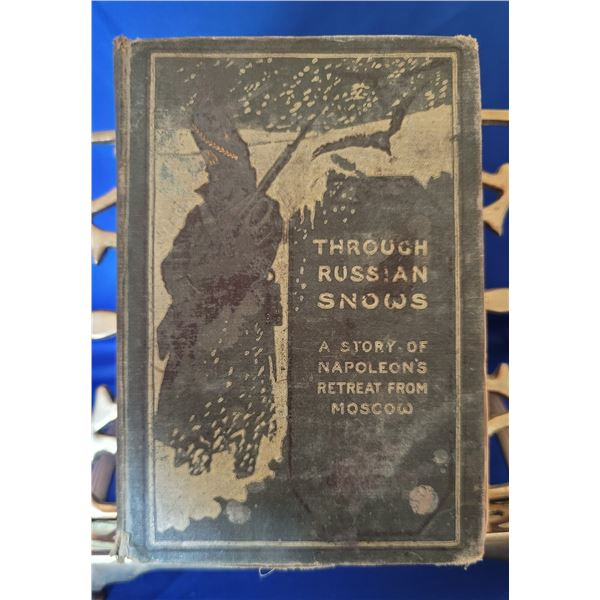 THROUGH
RUSSIAN
SNOWS
A STORY OF
NAPOLEON'S
RETREAT FROM
MOSCOW